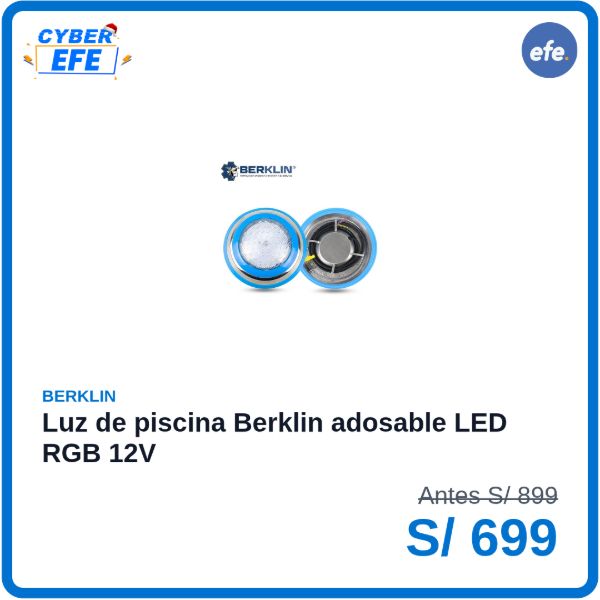 CYBER
EFE
efe.
BERKLIN®
BERKLIN
Luz de piscina Berklin adosable LED
RGB 12V
Antes S/ 899
S/ 699